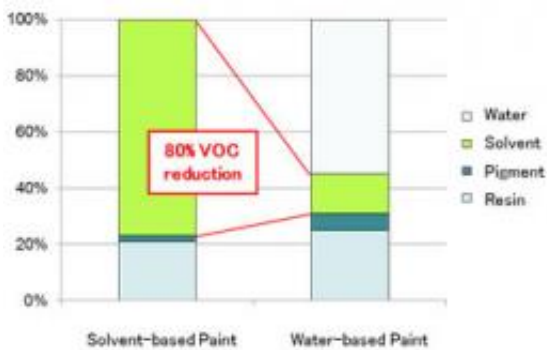 100%
80%
60%
40%
20%
0%
80% VOC
reduction
Water
Solvent
Pigment
Resin
Solvent-based Paint
Water-based Paint